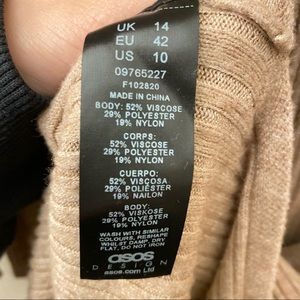 UK 14
EU 42
US 10
09765227
F102820
MADE IN CHINA
BODY: 52% VISCOSE
29% POLYESTER
19% NYLON
CORPS:
52% VISCOSE
29% POLYESTER
19% NYLON
CUERPO:
52% VISCOSA
29% POLIÉSTER
19% NAILON
BODY:
52% VISKOSE
29% POLYESTER
19% NYLON
WASH WITH SIMILAR
COLOURS, RESHAPE
WHILST DAMP, DRY
FLAT, DO NOT IRON
asos
DESIGN
asos.com Ltd